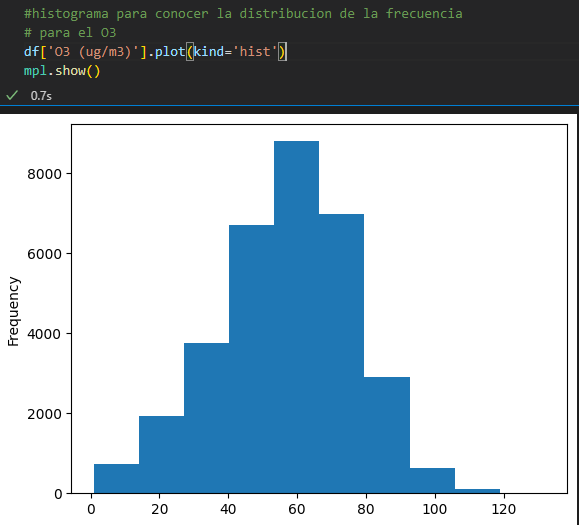 #histograma para conocer la distribucion de la frecuencia
# para el O3
df['O3 (ug/m3)'].plot(kind='hist')
mpl.show()
✓ 0.7s
8000
6000
4000
2000
0
Frequency
0 20 40 60 80 100 120